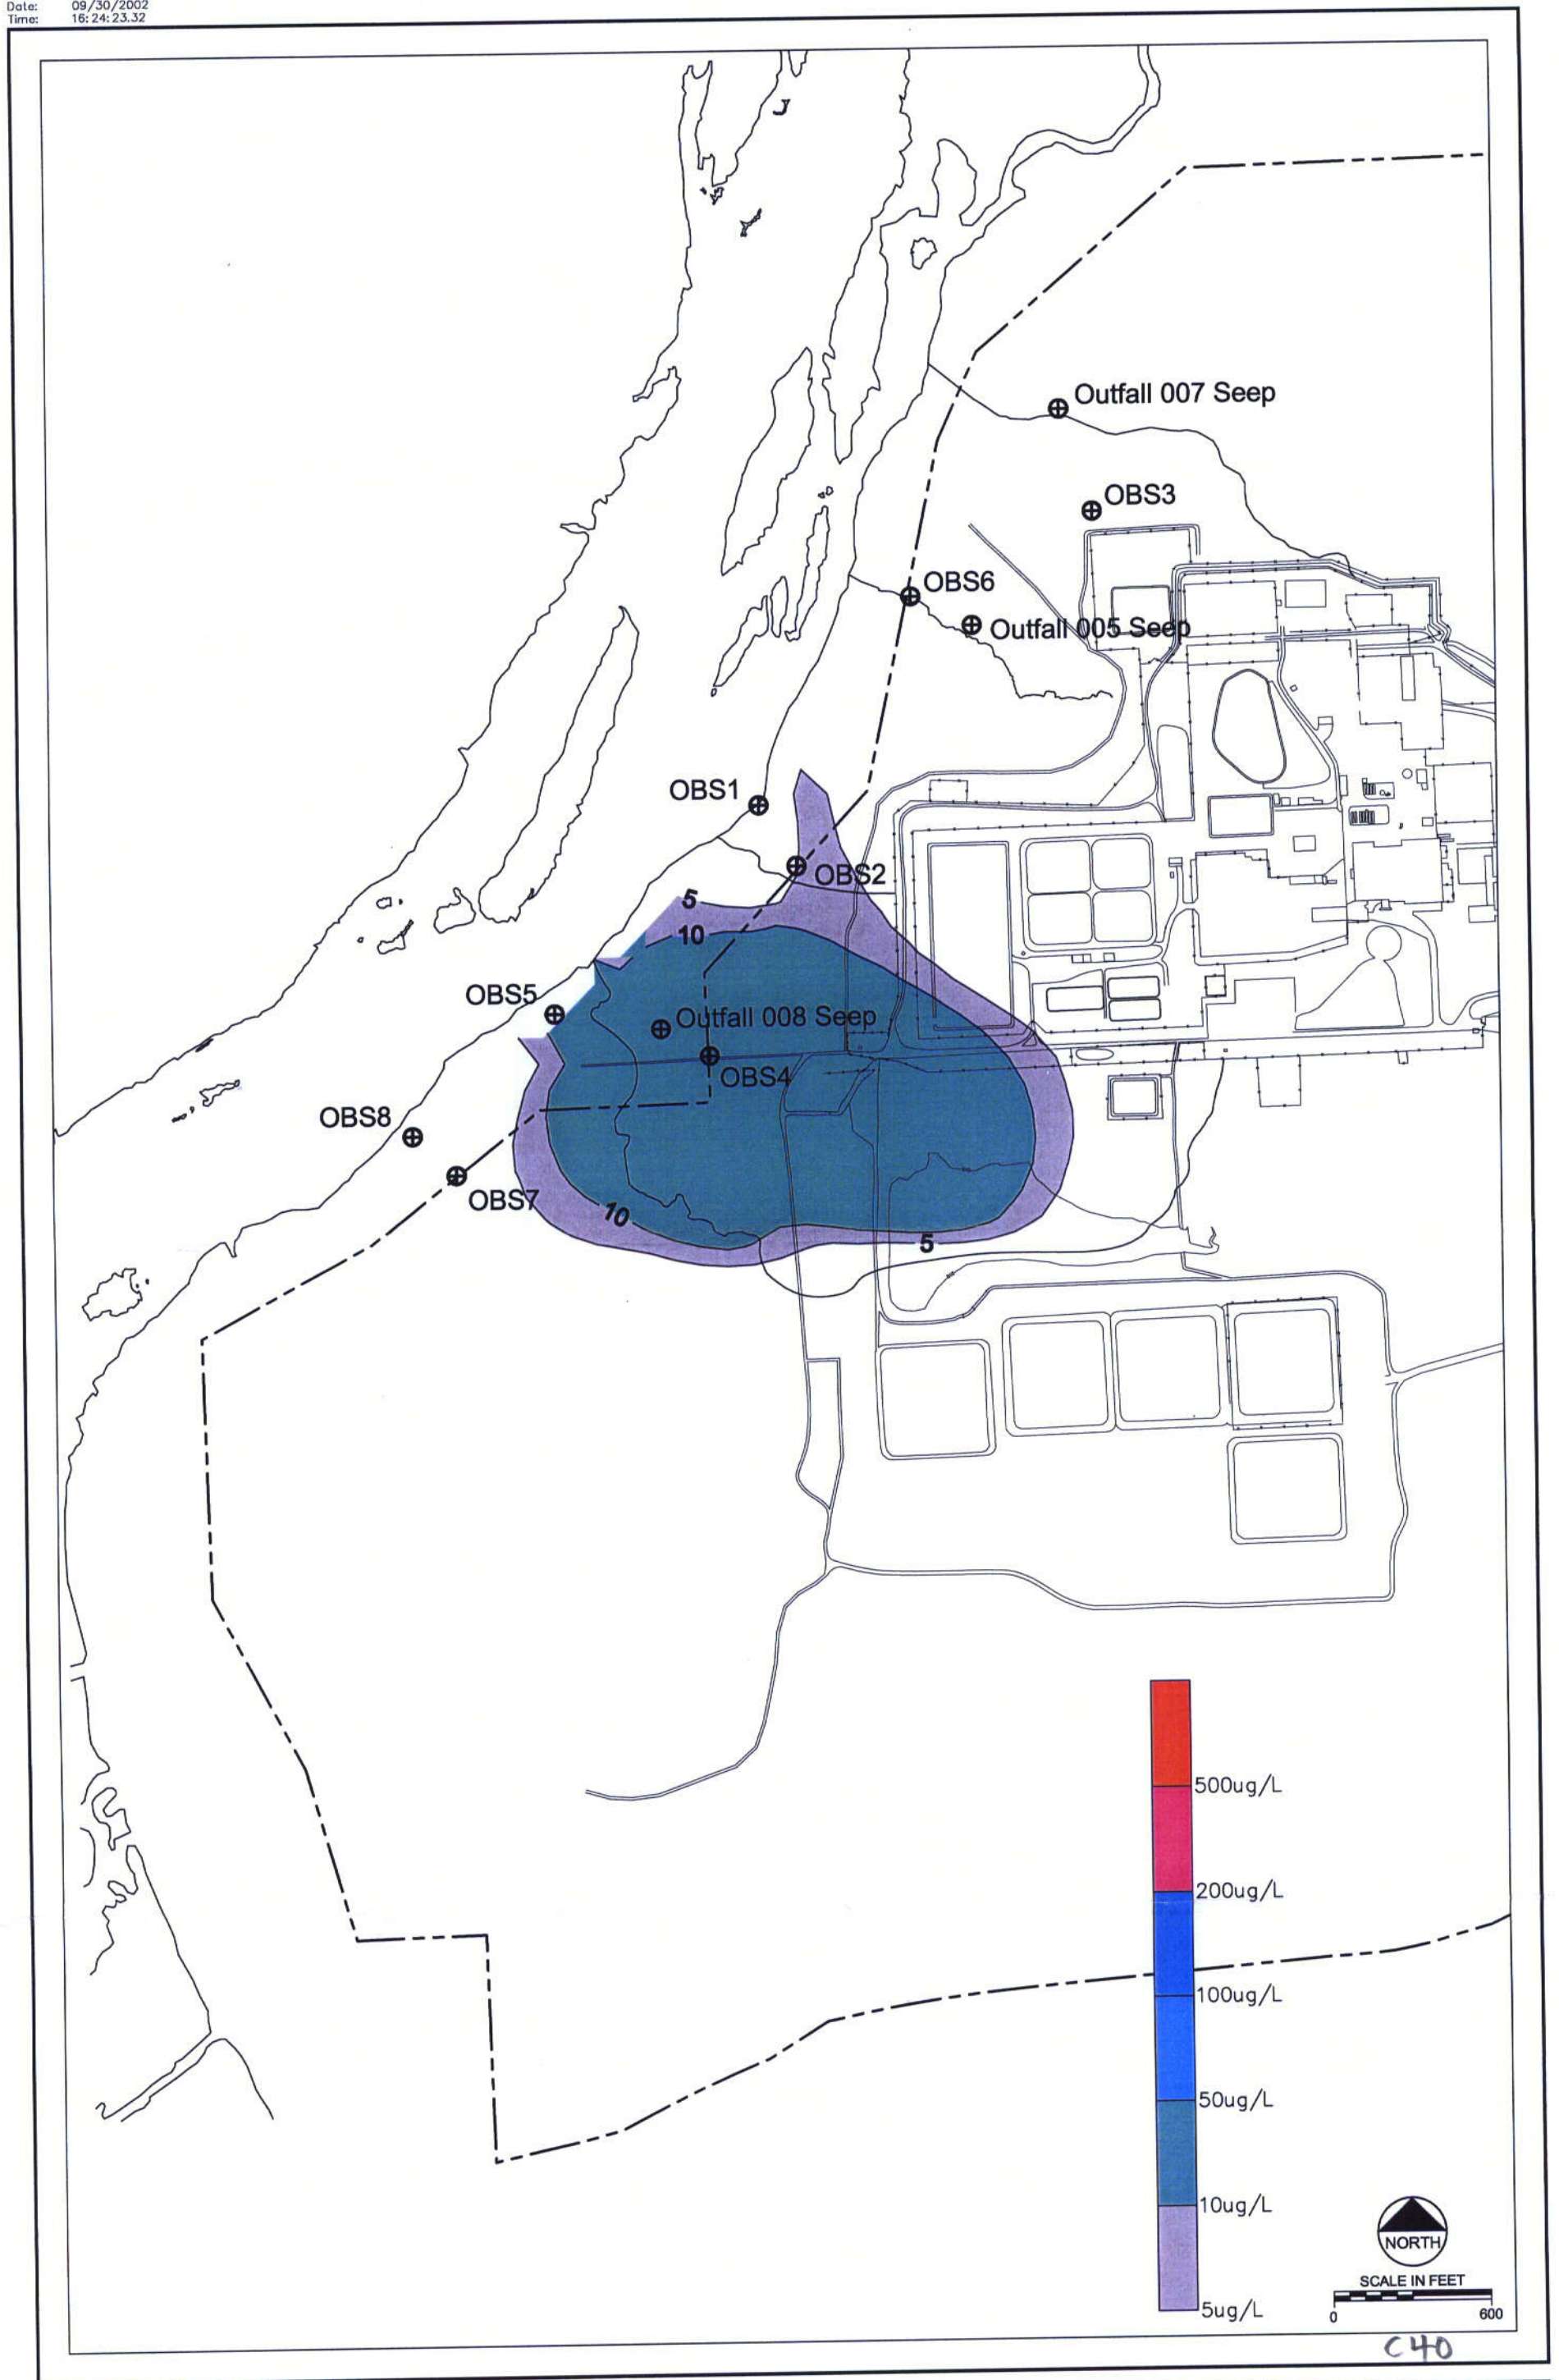 Date: 09/30/2002
Time: 16:24:23.32
Outfall 007 Seep
OBS3
OBS6
Outfall 005 Seep
OBS1
OBS2
5
10
OBS5
Outfall 008 Seep
OBS4
OBS8
OBS7
10
5
500ug/L
200ug/L
100ug/L
50ug/L
10ug/L
5ug/L
NORTH
SCALE IN FEET
0 600
C40